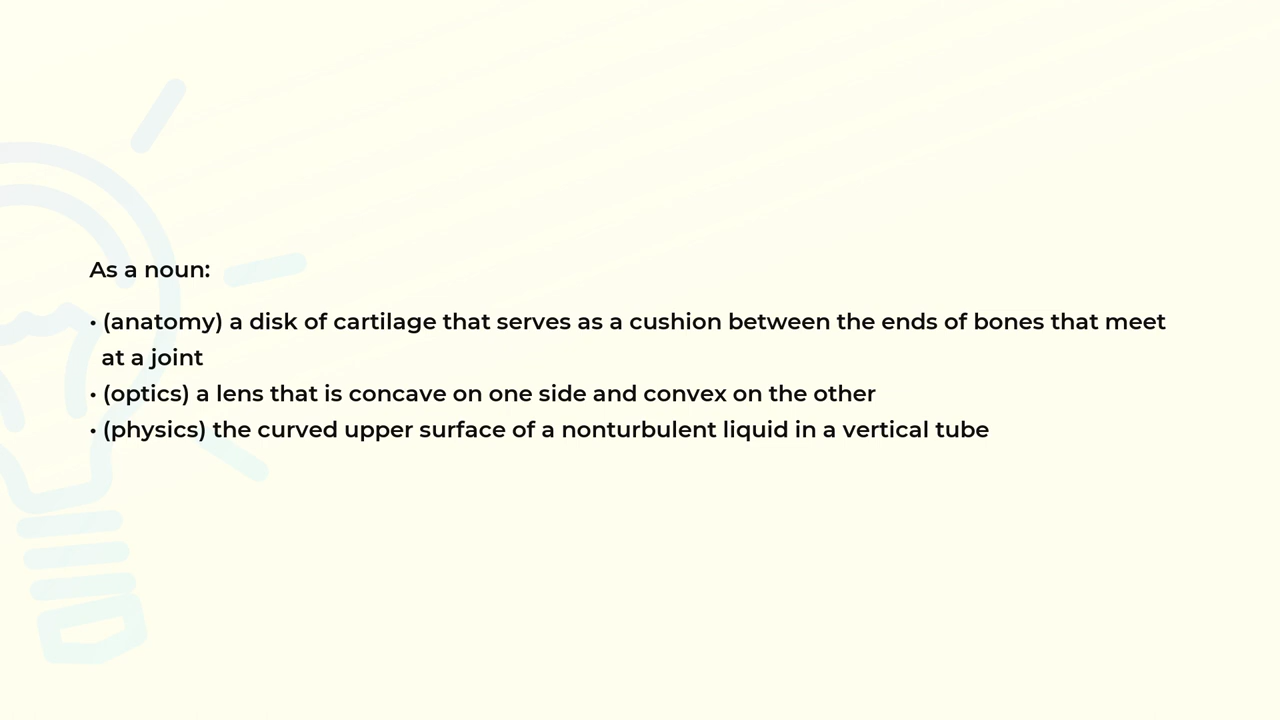 As a noun:
• (anatomy) a disk of cartilage that serves as a cushion between the ends of bones that meet
at a joint
• (optics) a lens that is concave on one side and convex on the other
• (physics) the curved upper surface of a nonturbulent liquid in a vertical tube